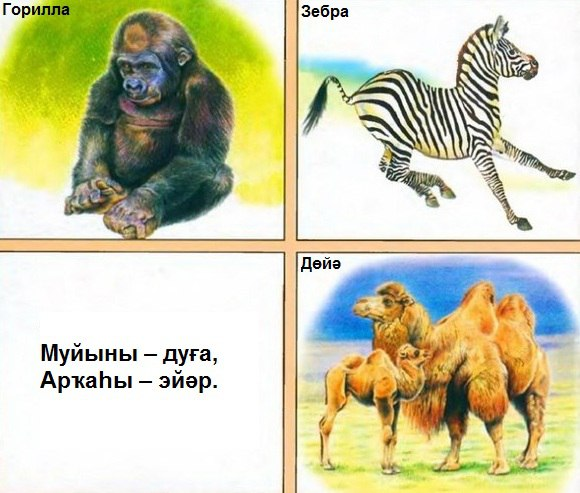 Горилла
Зебра
Муйыны – дуға,
Арҡаһы – эйәр.
Дөйә